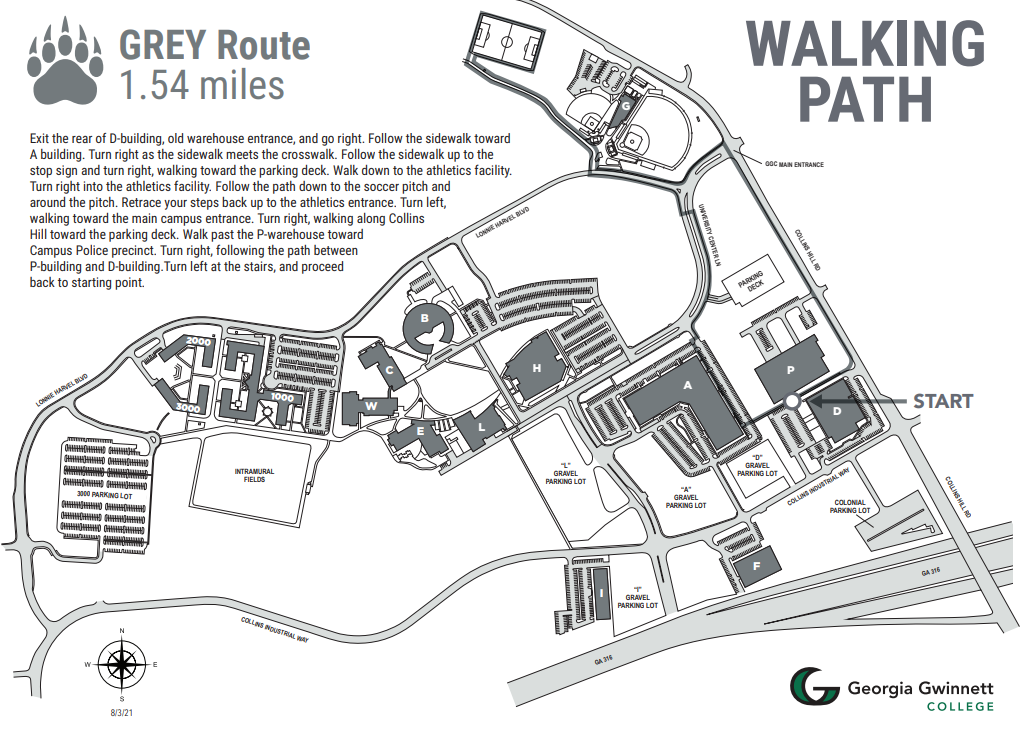 GREY Route
1.54 miles
WALKING
PATH
Exit the rear of D-building, old warehouse entrance, and go right. Follow the sidewalk toward
A building. Turn right as the sidewalk meets the crosswalk. Follow the sidewalk up to the
stop sign and turn right, walking toward the parking deck. Walk down to the athletics facility.
Turn right into the athletics facility. Follow the path down to the soccer pitch and
around the pitch. Retrace your steps back up to the athletics entrance. Turn left,
walking toward the main campus entrance. Turn right, walking along Collins
Hill toward the parking deck. Walk past the P-warehouse toward
Campus Police precinct. Turn right, following the path between
P-building and D-building.Turn left at the stairs, and proceed
back to starting point.
G
GGC MAIN ENTRANCE
LONNIE HARVEL BLVD
UNIVERSITY CENTER LN
COLLINS HILL RD
PARKING
DECK
B
2000
C
H
P
A
LONNIE HARVEL BLVD
1000
3000
W
START
D
E
L
INTRAMURAL
FIELDS
"L"
GRAVEL
PARKING LOT
"D"
GRAVEL
PARKING LOT
3000 PARKING LOT
"A"
GRAVEL
PARKING LOT
COLLINS INDUSTRIAL WAY
COLONIAL
PARKING LOT
COLLINS HILL RD
F
GA 316
I
"I"
GRAVEL
PARKING LOT
COLLINS INDUSTRIAL WAY
GA 316
N
W
E
S
8/3/21
Georgia Gwinnett
COLLEGE